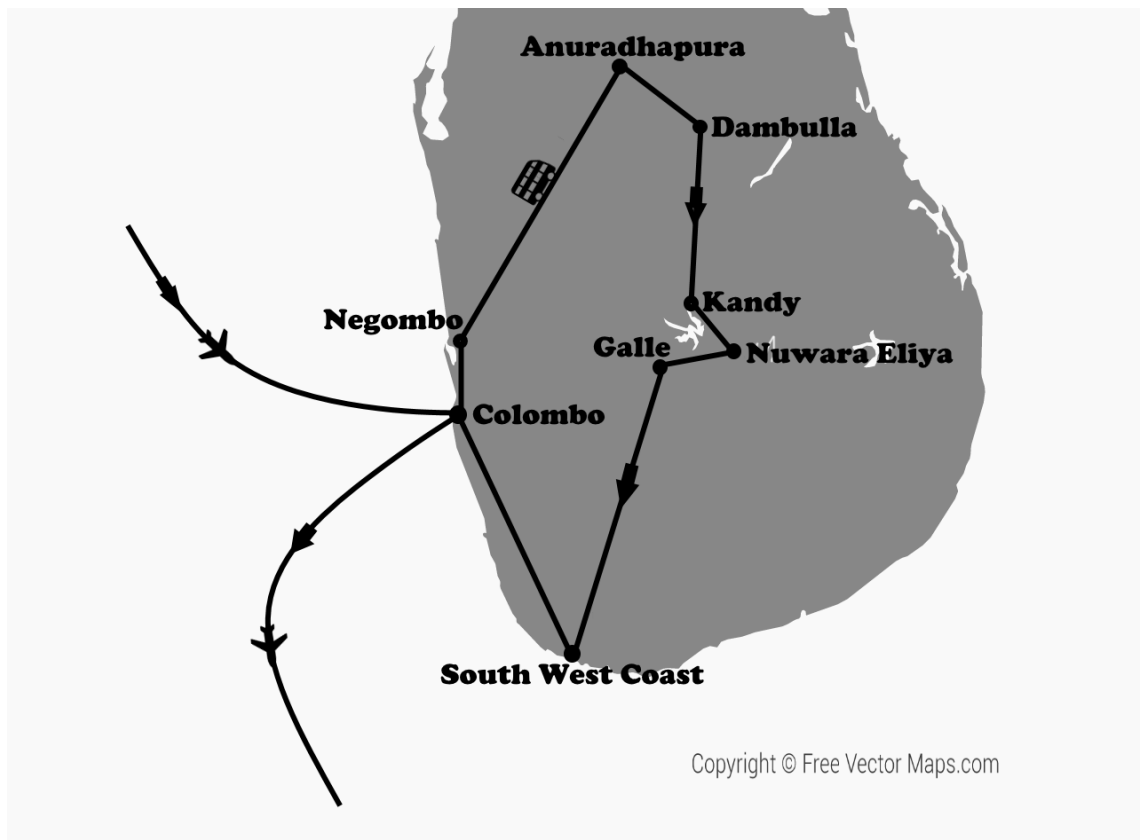 Anuradhapura
Dambulla
Kandy
Negombo
Galle
Nuwara Eliya
Colombo
South West Coast
Copyright © Free Vector Maps.com